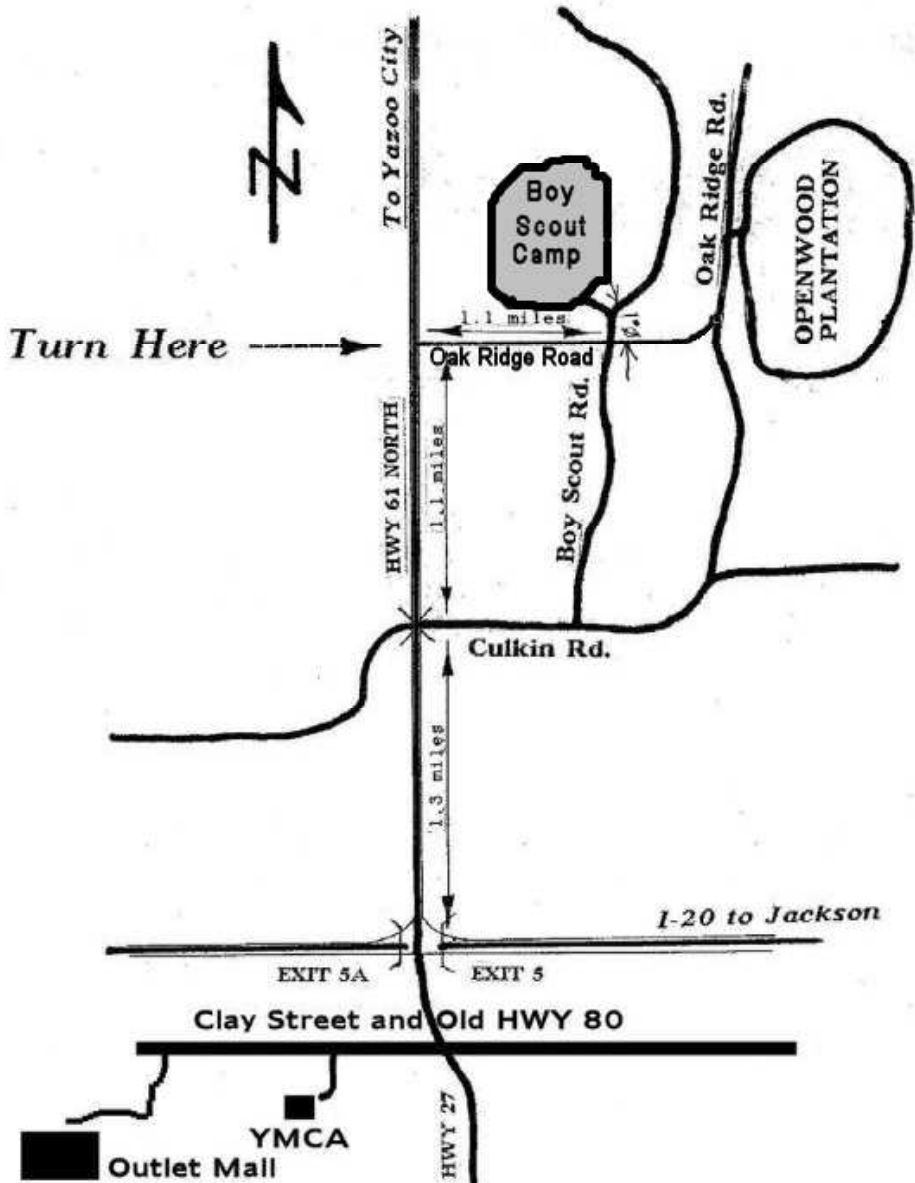 To Yazoo City
N
Oak Ridge Rd.
Boy
Scout
Camp
OPENWOOD
PLANTATION
1.1 miles
0.1
Turn Here
Oak Ridge Road
HWY 61 NORTH
1.1 miles
Boy Scout Rd.
Culkin Rd.
1.3 miles
I-20 to Jackson
EXIT 5A
EXIT 5
Clay Street and Old HWY 80
HWY 27
YMCA
Outlet Mall